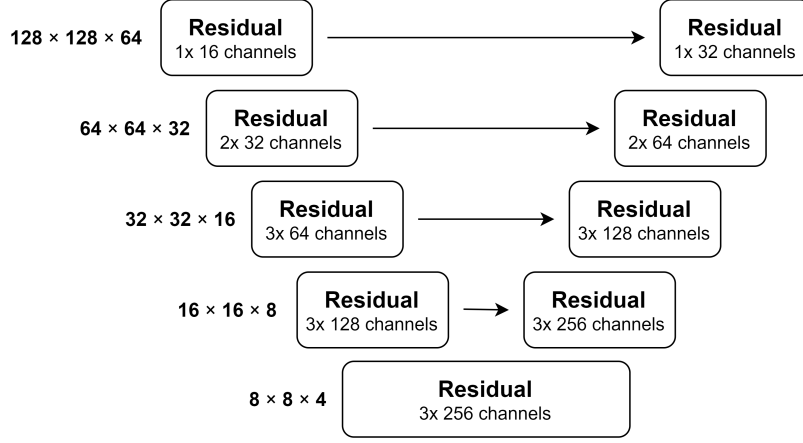 128 × 128 × 64
Residual
1x 16 channels
Residual
1x 32 channels
64 × 64 × 32
Residual
2x 32 channels
Residual
2x 64 channels
32 × 32 × 16
Residual
3x 64 channels
Residual
3x 128 channels
16 × 16 × 8
Residual
3x 128 channels
Residual
3x 256 channels
8 × 8 × 4
Residual
3x 256 channels